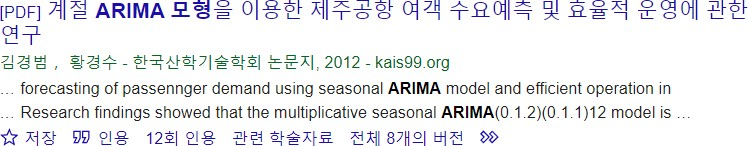 [PDF] 계절 ARIMA 모형을 이용한 제주공항 여객 수요예측 및 효율적 운영에 관한
연구
김경범, 황경수 - 한국산학기술학회 논문지, 2012 - kais99.org
... forecasting of passennger demand using seasonal ARIMA model and efficient operation in
... Research findings showed that the multiplicative seasonal ARIMA(0.1.2)(0.1.1)12 model is ...
저장 인용 12회 인용 관련 학술자료 전체 8개의 버전